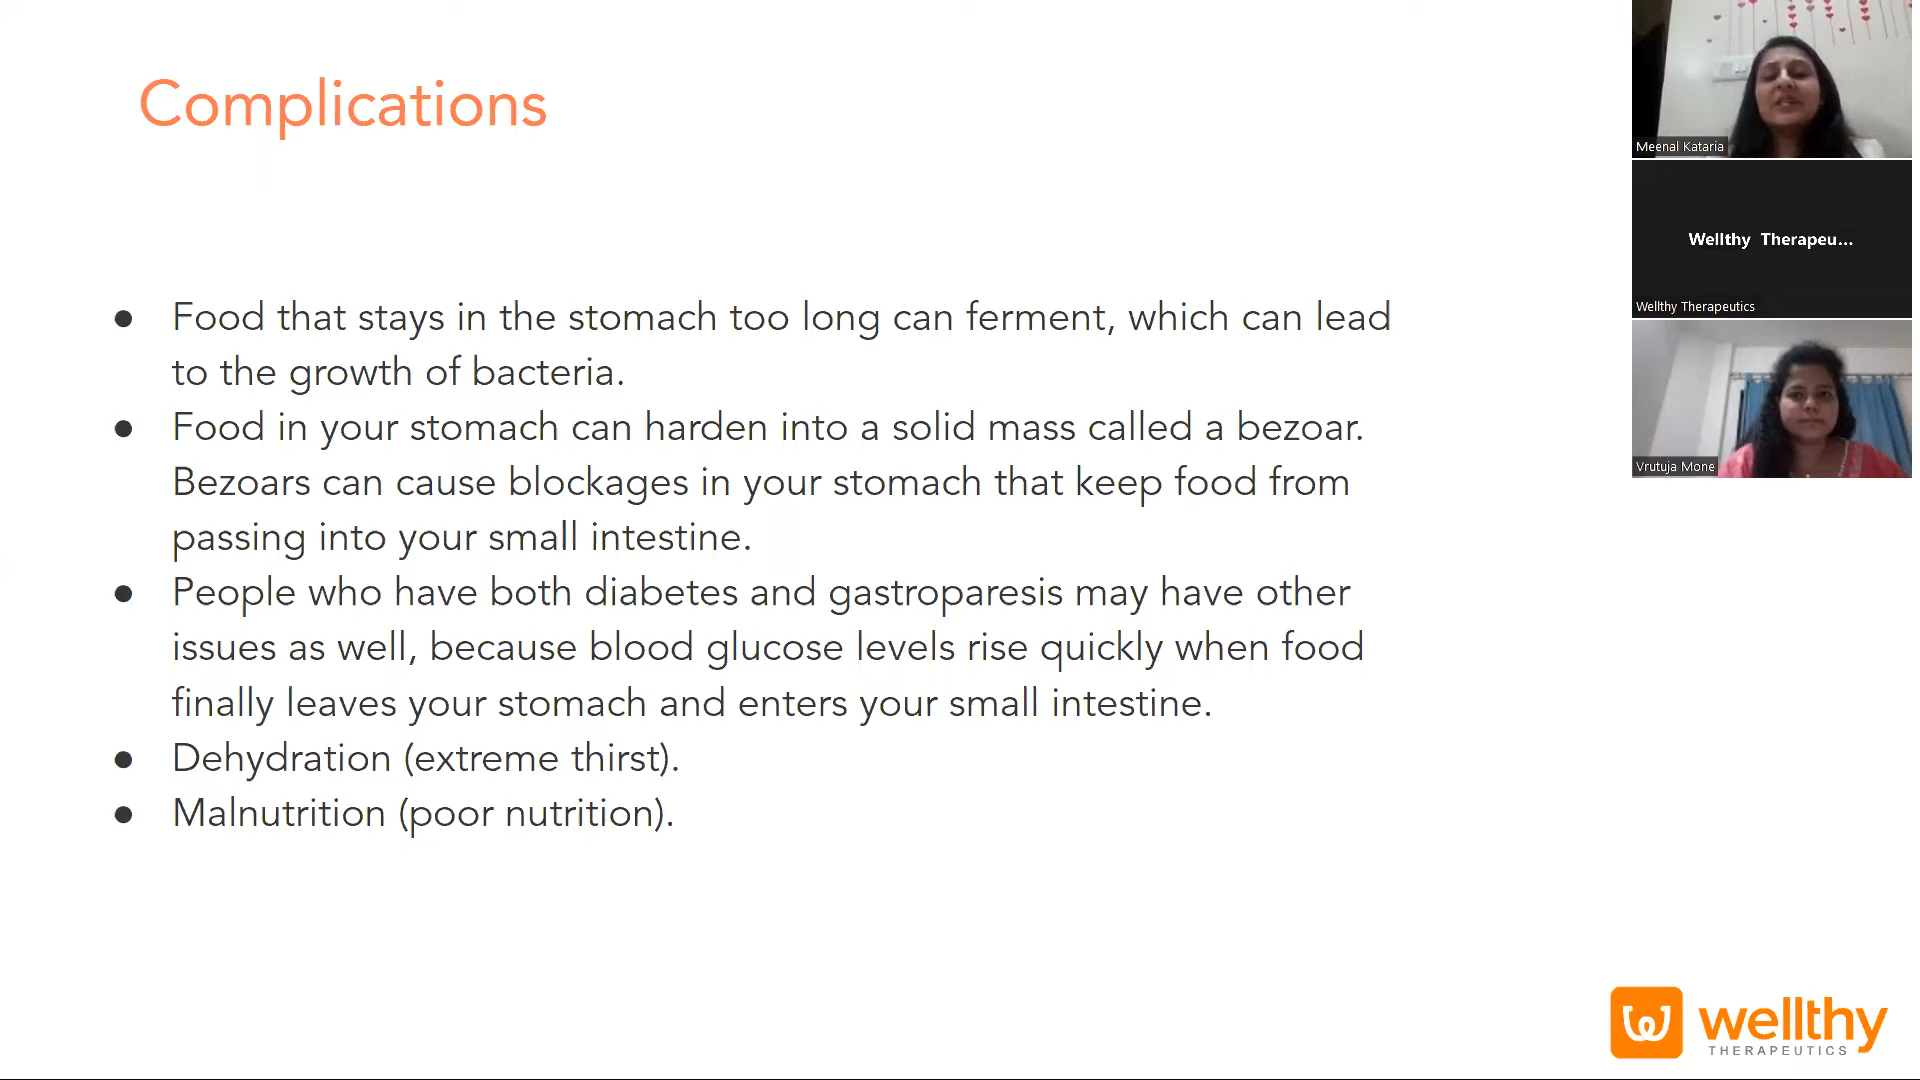 Complications
● Food that stays in the stomach too long can ferment, which can lead
to the growth of bacteria.
● Food in your stomach can harden into a solid mass called a bezoar.
Bezoars can cause blockages in your stomach that keep food from
passing into your small intestine.
● People who have both diabetes and gastroparesis may have other
issues as well, because blood glucose levels rise quickly when food
finally leaves your stomach and enters your small intestine.
● Dehydration (extreme thirst).
● Malnutrition (poor nutrition).
Meenal Kataria
Wellthy Therapeu...
Wellthy Therapeutics
Vrutuja Mone
wellthy
THERAPEUTICS